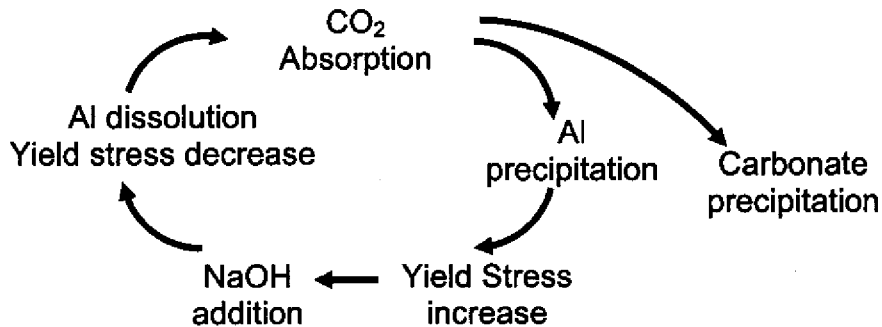 CO₂
Absorption
Al dissolution
Yield stress decrease
Al
precipitation
Carbonate
precipitation
NaOH
addition
Yield Stress
increase